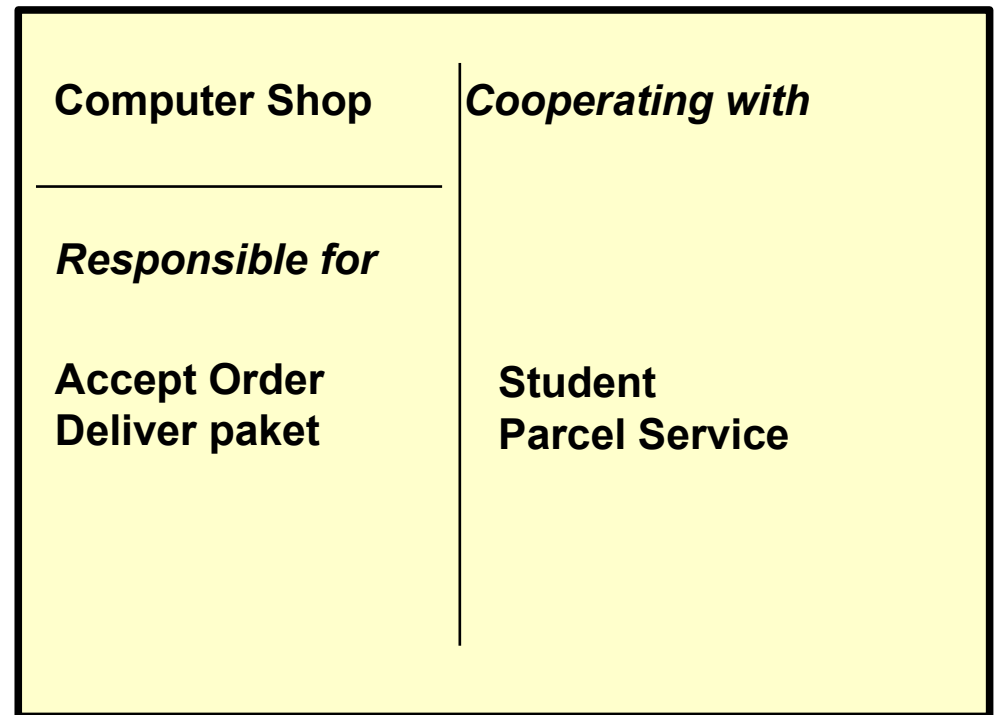 Computer Shop
Cooperating with
Responsible for
Accept Order
Deliver paket
Student
Parcel Service